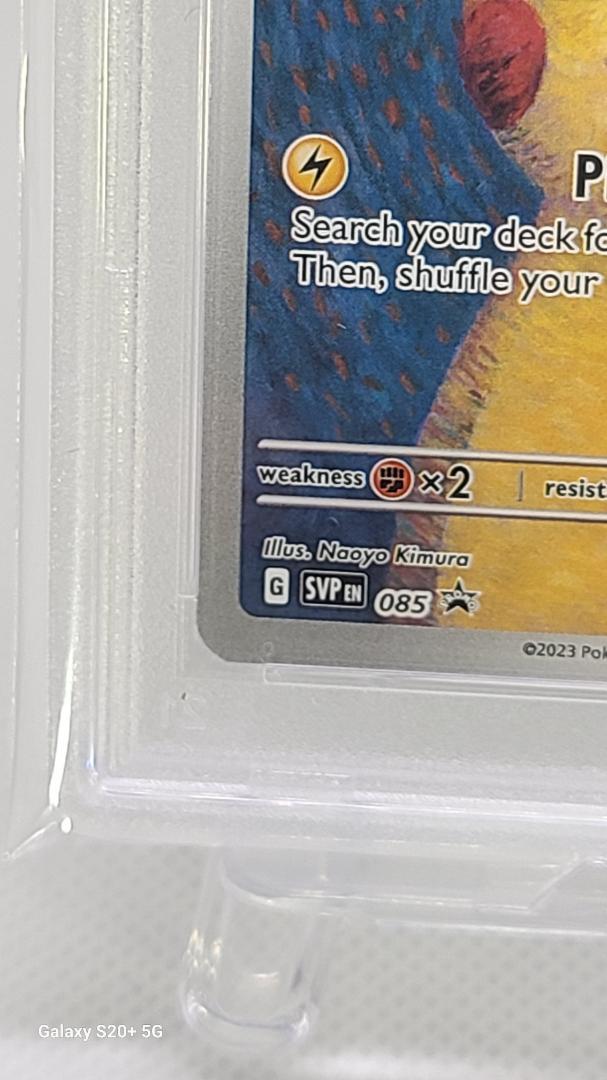 P
Search your deck fo
Then, shuffle your
weakness ×2 | resist
Illus. Naoyo Kimura
G SVP EN 085 PROMO
©2023 Pok
Galaxy S20+ 5G